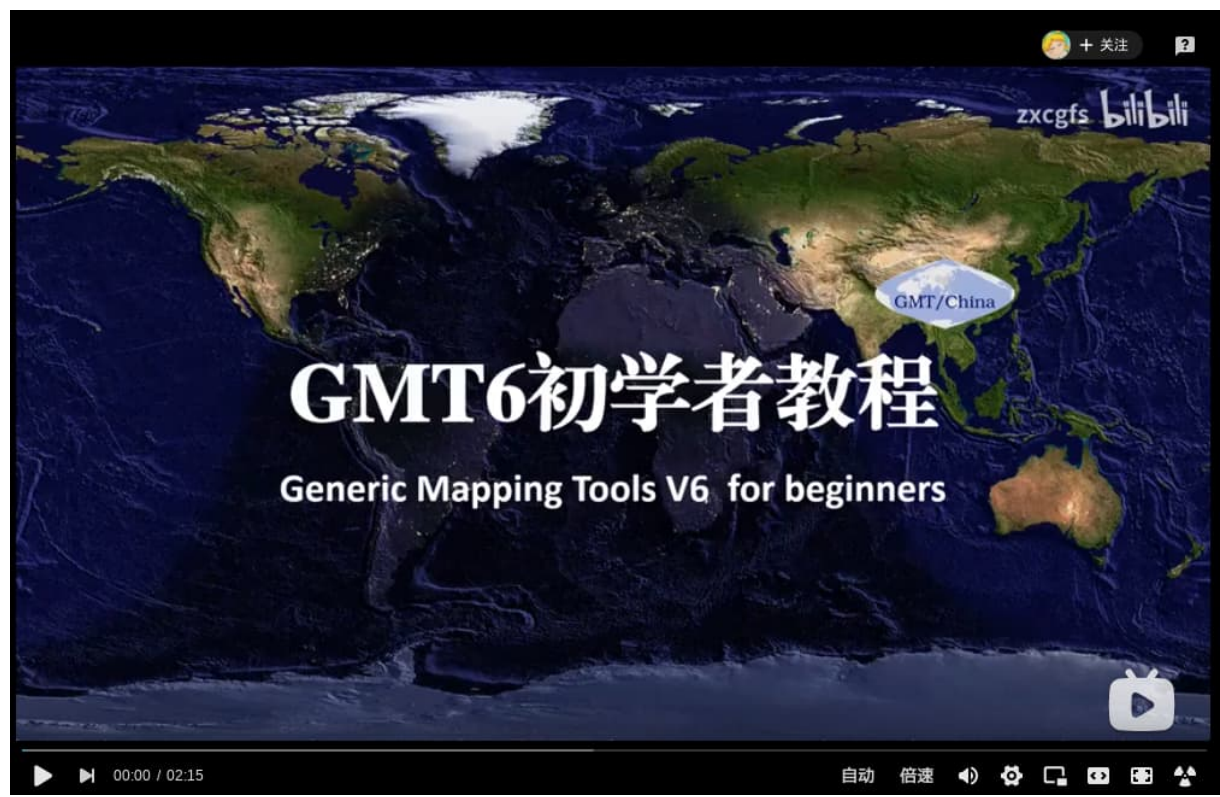 + 关注
zxcgfs bilibili
GMT/China
GMT6初学者教程
Generic Mapping Tools V6 for beginners
00:00 / 02:15
自动 倍速